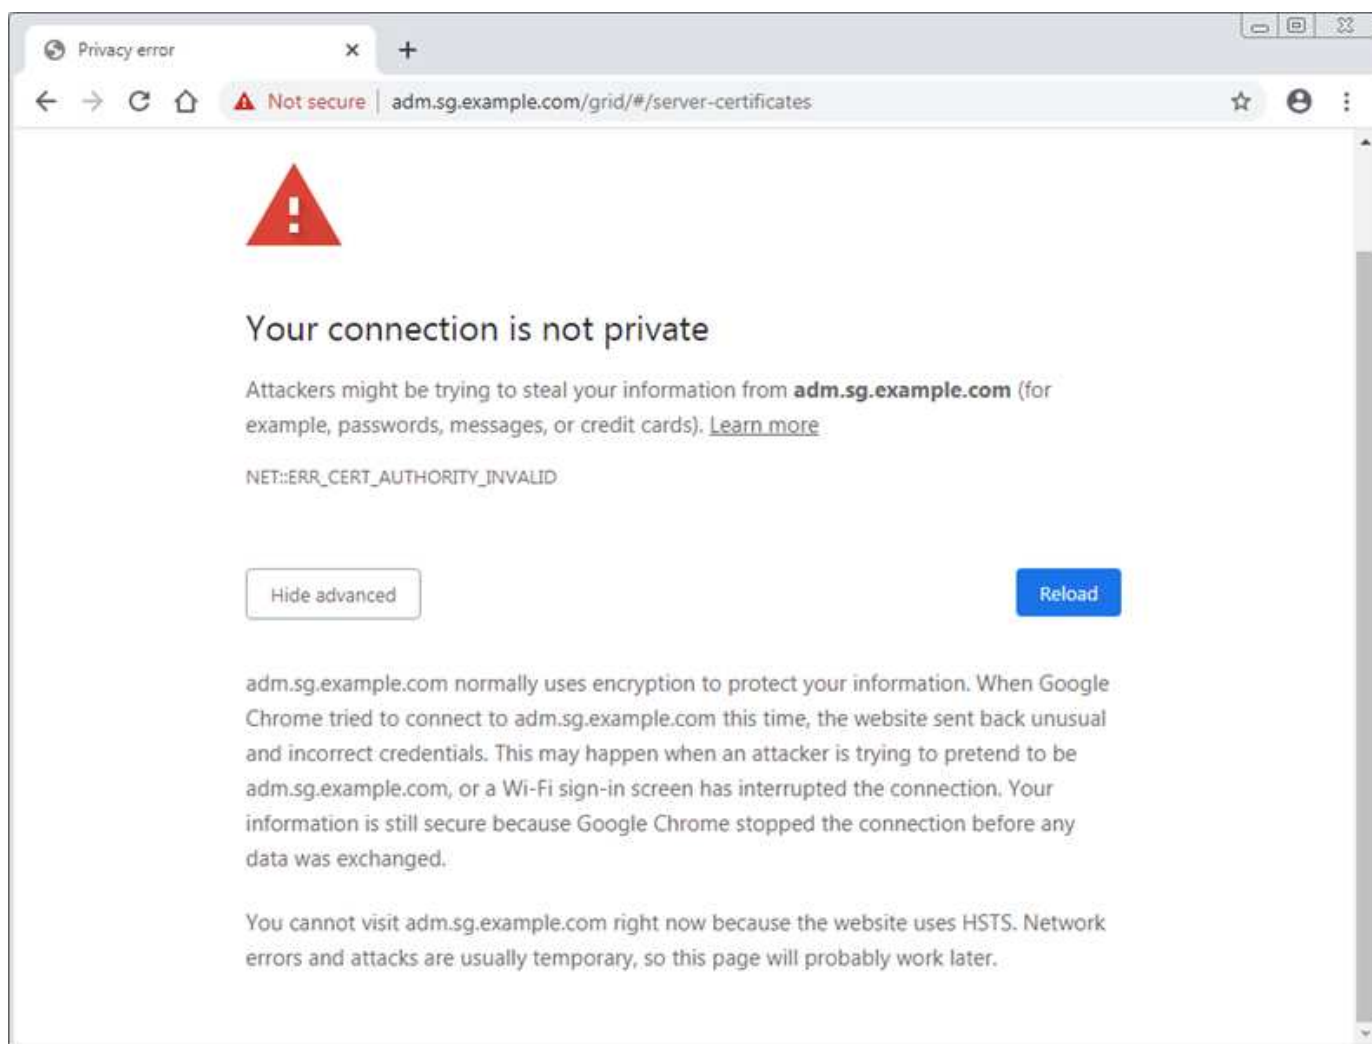 Privacy error
Not secure adm.sg.example.com/grid/#/server-certificates
Your connection is not private
Attackers might be trying to steal your information from adm.sg.example.com (for
example, passwords, messages, or credit cards). Learn more
NET::ERR_CERT_AUTHORITY_INVALID
Hide advanced
Reload
adm.sg.example.com normally uses encryption to protect your information. When Google
Chrome tried to connect to adm.sg.example.com this time, the website sent back unusual
and incorrect credentials. This may happen when an attacker is trying to pretend to be
adm.sg.example.com, or a Wi-Fi sign-in screen has interrupted the connection. Your
information is still secure because Google Chrome stopped the connection before any
data was exchanged.
You cannot visit adm.sg.example.com right now because the website uses HSTS. Network
errors and attacks are usually temporary, so this page will probably work later.